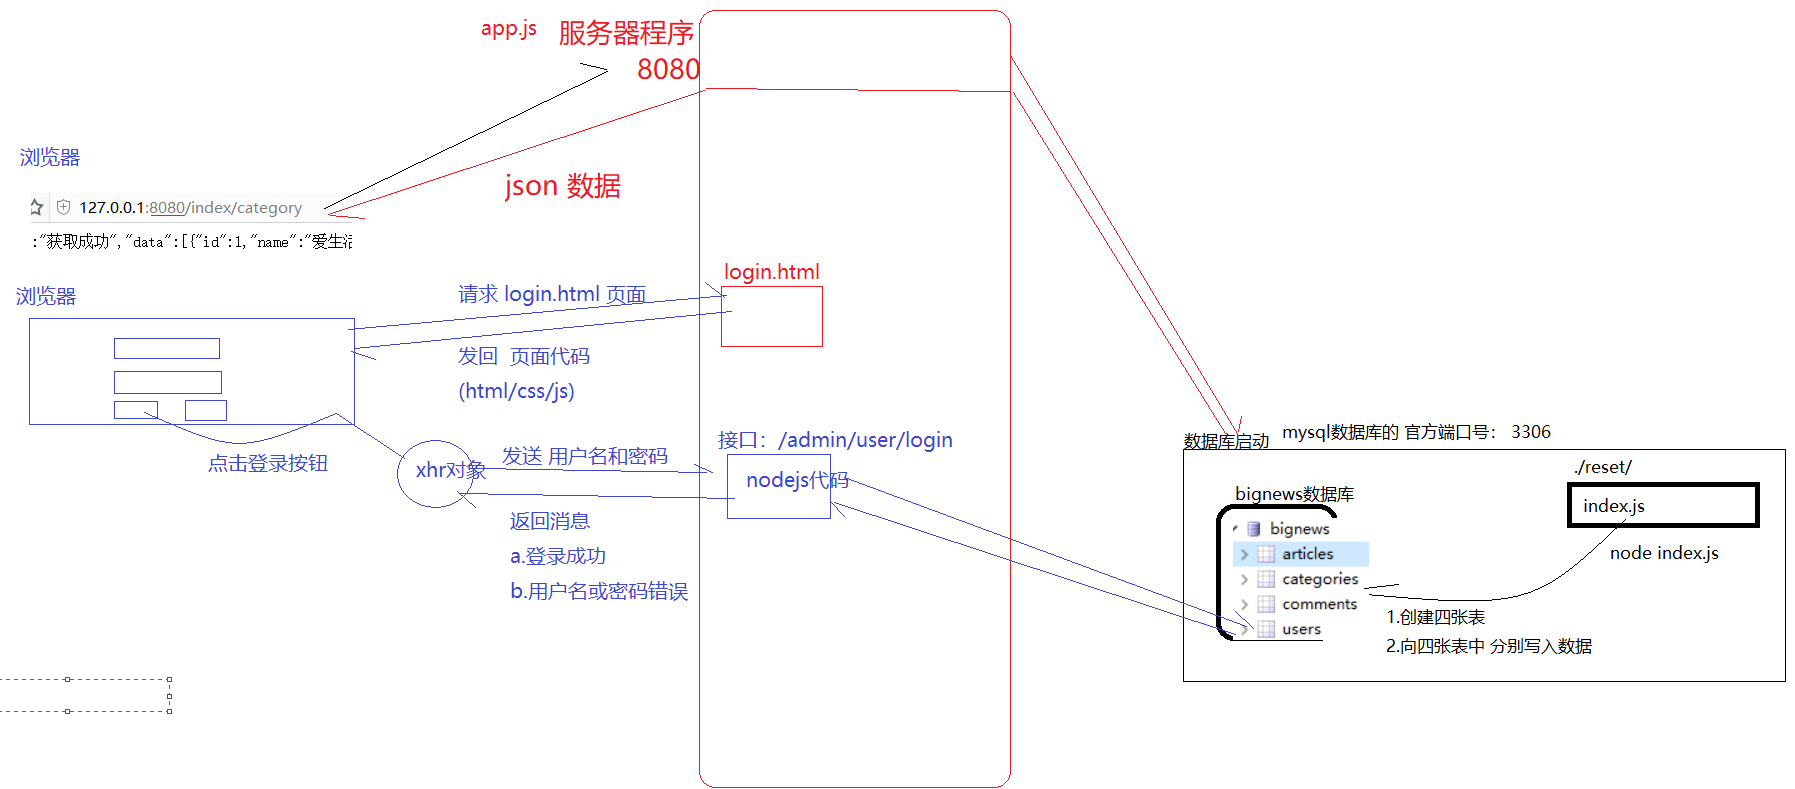 app.js 服务器程序
8080
浏览器
json 数据
127.0.0.1:8080/index/category
:"获取成功","data":[{"id":1,"name":"爱生活
login.html
浏览器
请求 login.html 页面
发回 页面代码
(html/css/js)
接口：/admin/user/login
点击登录按钮
xhr对象
发送 用户名和密码
nodejs代码
返回消息
a.登录成功
b.用户名或密码错误
数据库启动
mysql数据库的 官方端口号： 3306
./reset/
bignews数据库
index.js
bignews
articles
node index.js
categories
comments
1.创建四张表
users
2.向四张表中 分别写入数据